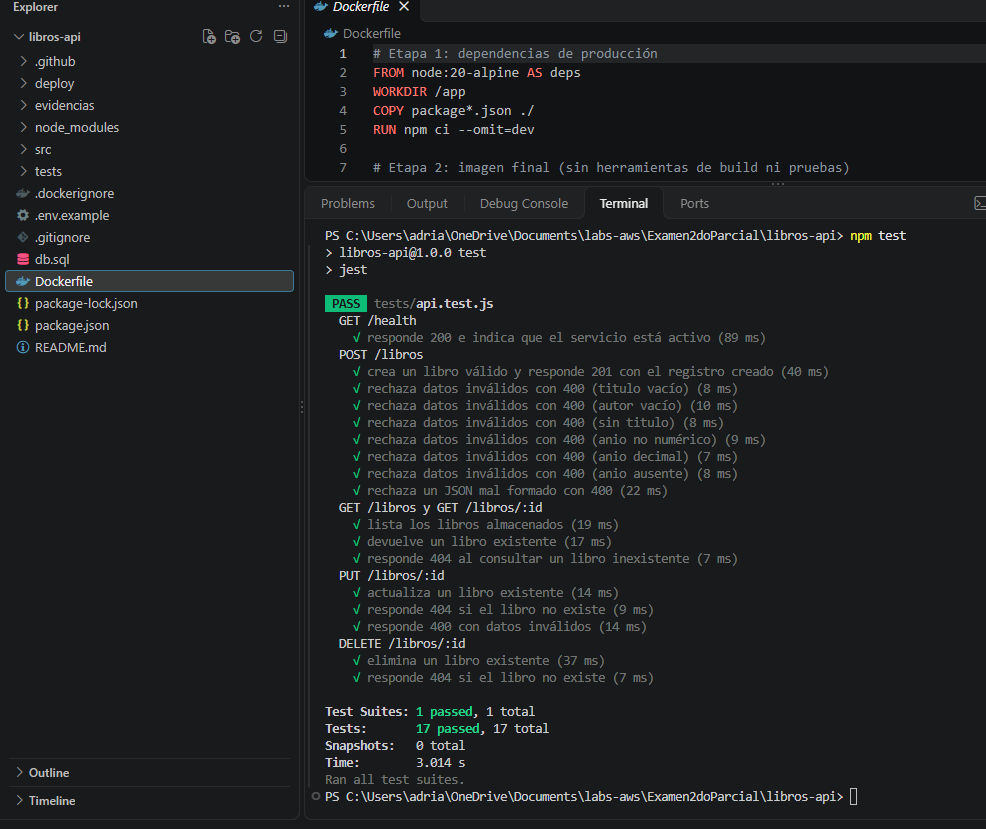 Explorer
libros-api
.github
deploy
evidencias
node_modules
src
tests
.dockerignore
.env.example
.gitignore
db.sql
Dockerfile
package-lock.json
package.json
README.md
Outline
Timeline
Dockerfile
Dockerfile
1 # Etapa 1: dependencias de producción
2 FROM node:20-alpine AS deps
3 WORKDIR /app
4 COPY package*.json ./
5 RUN npm ci --omit=dev
6
7 # Etapa 2: imagen final (sin herramientas de build ni pruebas)
Problems Output Debug Console Terminal Ports
PS C:\Users\adria\OneDrive\Documents\labs-aws\Examen2doParcial\libros-api> npm test
> libros-api@1.0.0 test
> jest
PASS tests/api.test.js
GET /health
√ responde 200 e indica que el servicio está activo (89 ms)
POST /libros
√ crea un libro válido y responde 201 con el registro creado (40 ms)
√ rechaza datos inválidos con 400 (titulo vacío) (8 ms)
√ rechaza datos inválidos con 400 (autor vacío) (10 ms)
√ rechaza datos inválidos con 400 (sin titulo) (8 ms)
√ rechaza datos inválidos con 400 (anio no numérico) (9 ms)
√ rechaza datos inválidos con 400 (anio decimal) (7 ms)
√ rechaza datos inválidos con 400 (anio ausente) (8 ms)
√ rechaza un JSON mal formado con 400 (22 ms)
GET /libros y GET /libros/:id
√ lista los libros almacenados (19 ms)
√ devuelve un libro existente (17 ms)
√ responde 404 al consultar un libro inexistente (7 ms)
PUT /libros/:id
√ actualiza un libro existente (14 ms)
√ responde 404 si el libro no existe (9 ms)
√ responde 400 con datos inválidos (14 ms)
DELETE /libros/:id
√ elimina un libro existente (37 ms)
√ responde 404 si el libro no existe (7 ms)
Test Suites: 1 passed, 1 total
Tests: 17 passed, 17 total
Snapshots: 0 total
Time: 3.014 s
Ran all test suites.
PS C:\Users\adria\OneDrive\Documents\labs-aws\Examen2doParcial\libros-api>